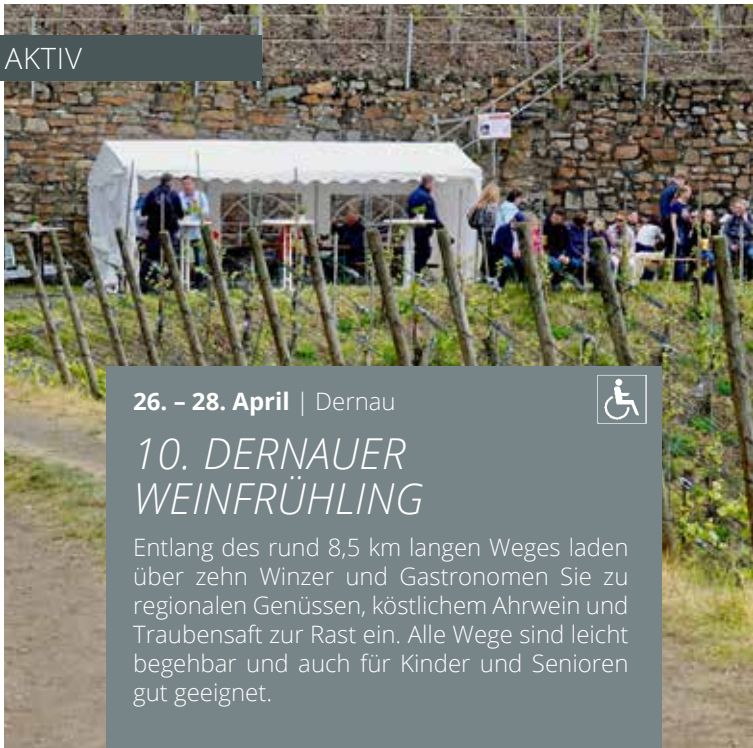 AKTIV
26. – 28. April | Dernau
10. DERNAUER
WEINFRÜHLING
Entlang des rund 8,5 km langen Weges laden
über zehn Winzer und Gastronomen Sie zu
regionalen Genüssen, köstlichem Ahrwein und
Traubensaft zur Rast ein. Alle Wege sind leicht
begehbar und auch für Kinder und Senioren
gut geeignet.